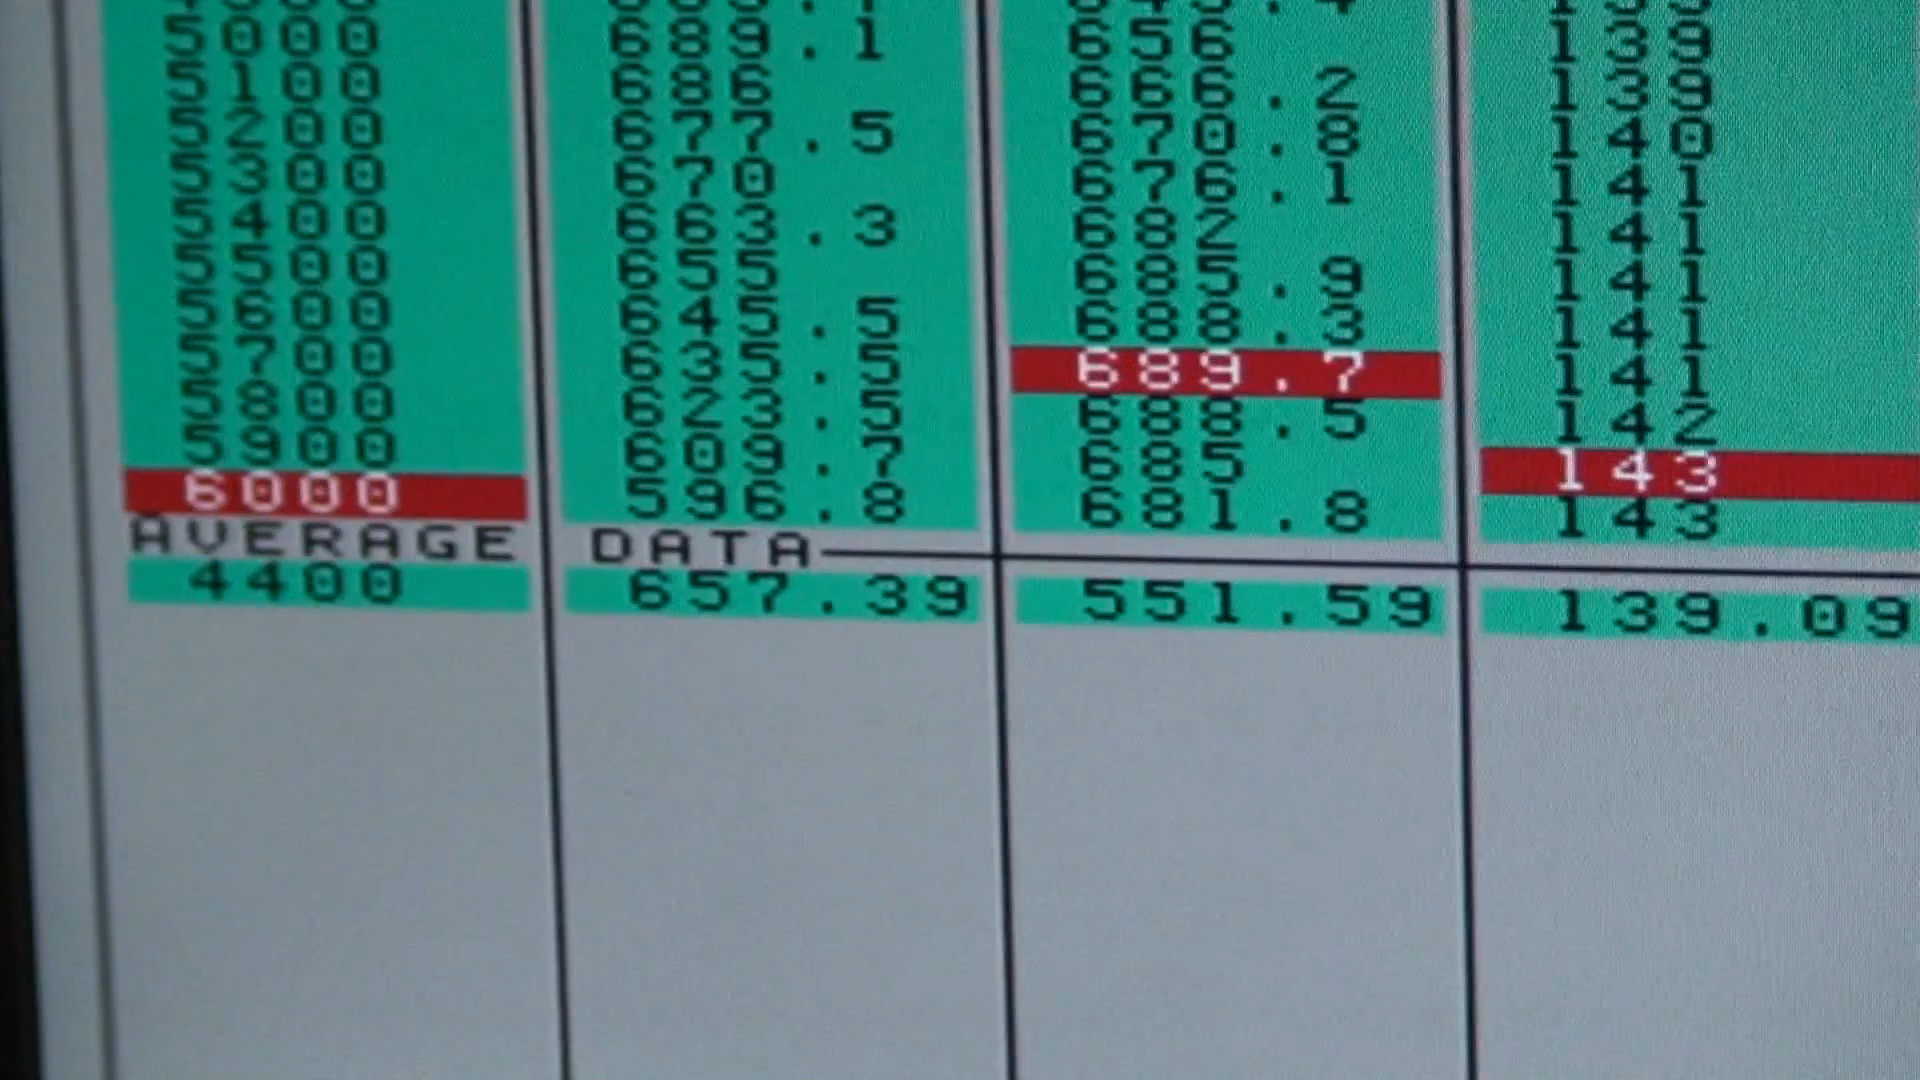 5000 689.1 656 139
5100 686 666.2 139
5200 677.5 670.8 140
5300 670 676.1 141
5400 663.3 682 141
5500 655 685.9 141
5600 645.5 688.3 141
5700 635.5 689.7 141
5800 623.5 688.5 142
5900 609.7 685 143
6000 596.8 681.8 143
AVERAGE DATA
4400 657.39 551.59 139.09